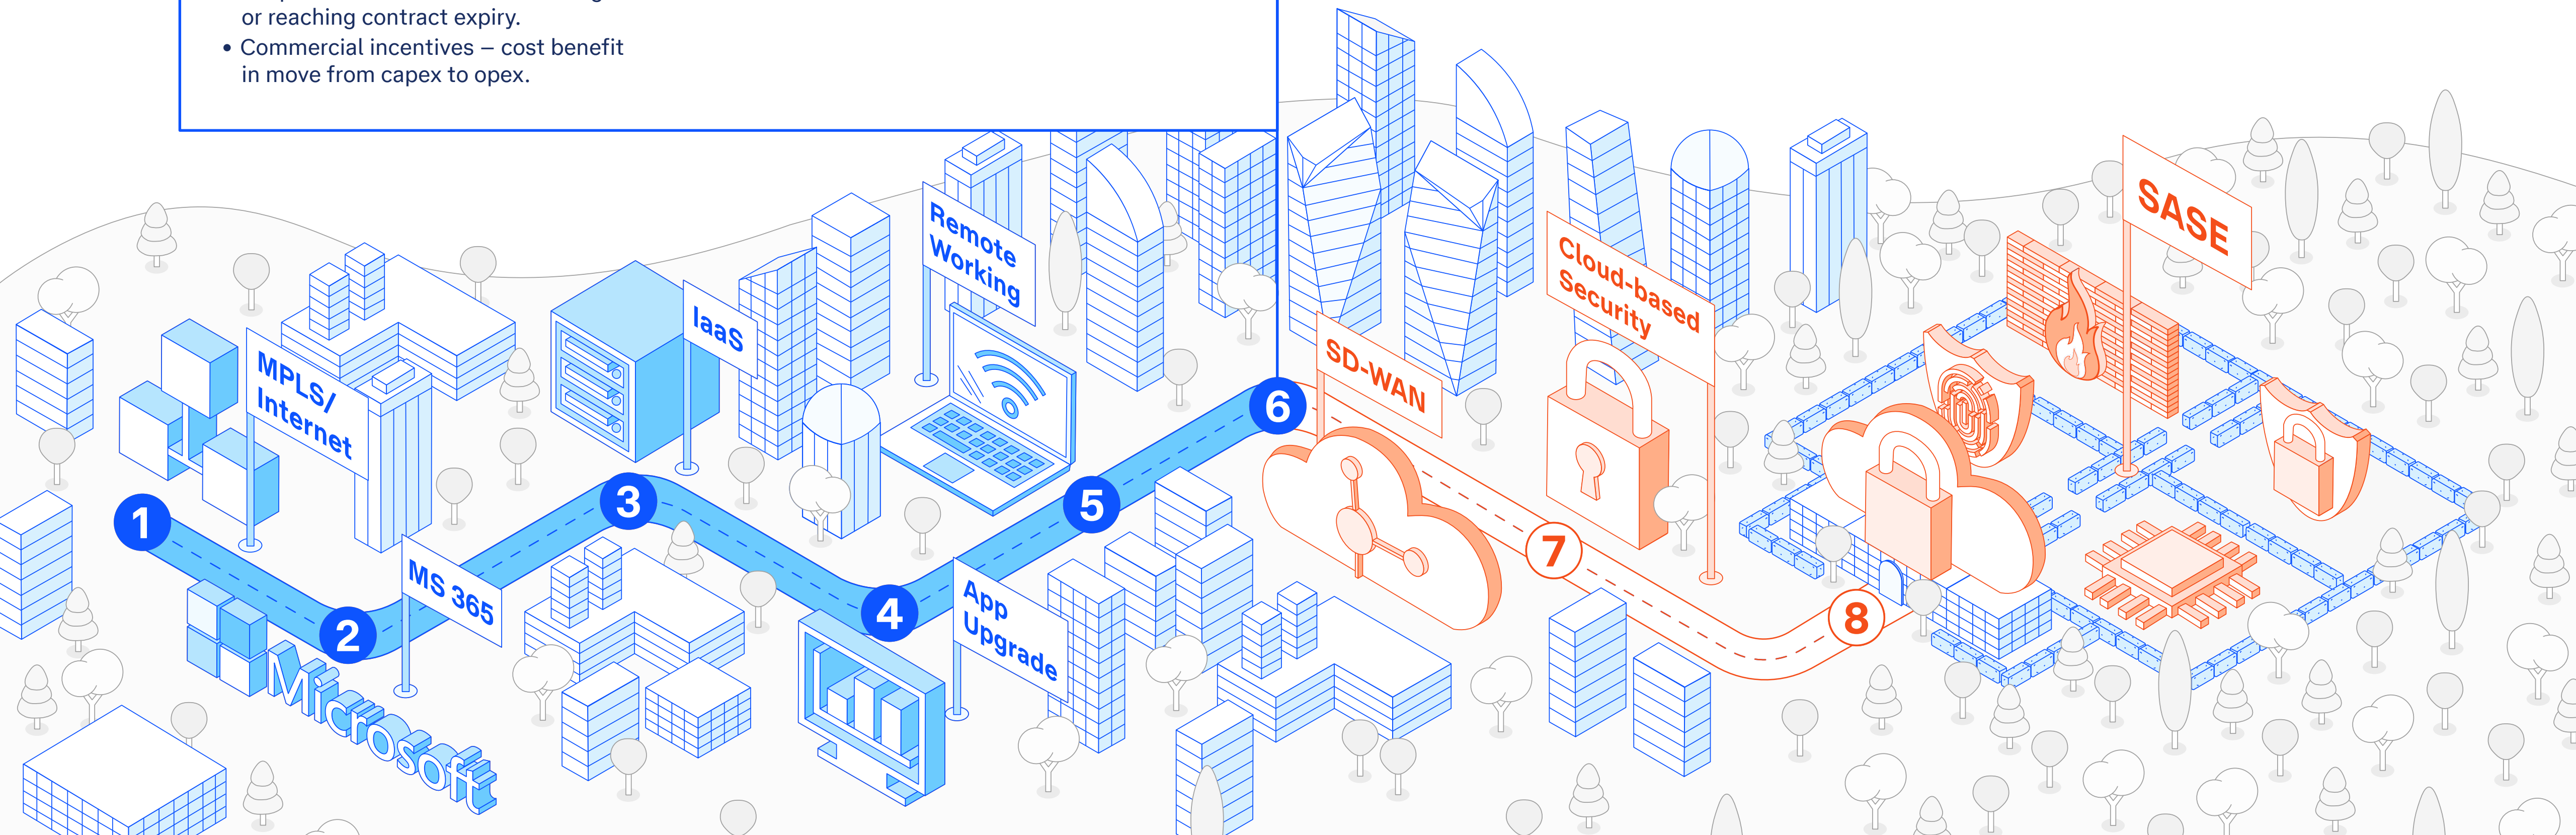 or reaching contract expiry.
• Commercial incentives – cost benefit
in move from capex to opex.
1
MPLS/
Internet
2
Microsoft
MS 365
3
IaaS
4
App
Upgrade
5
Remote
Working
6
SD-WAN
7
Cloud-based
Security
8
SASE